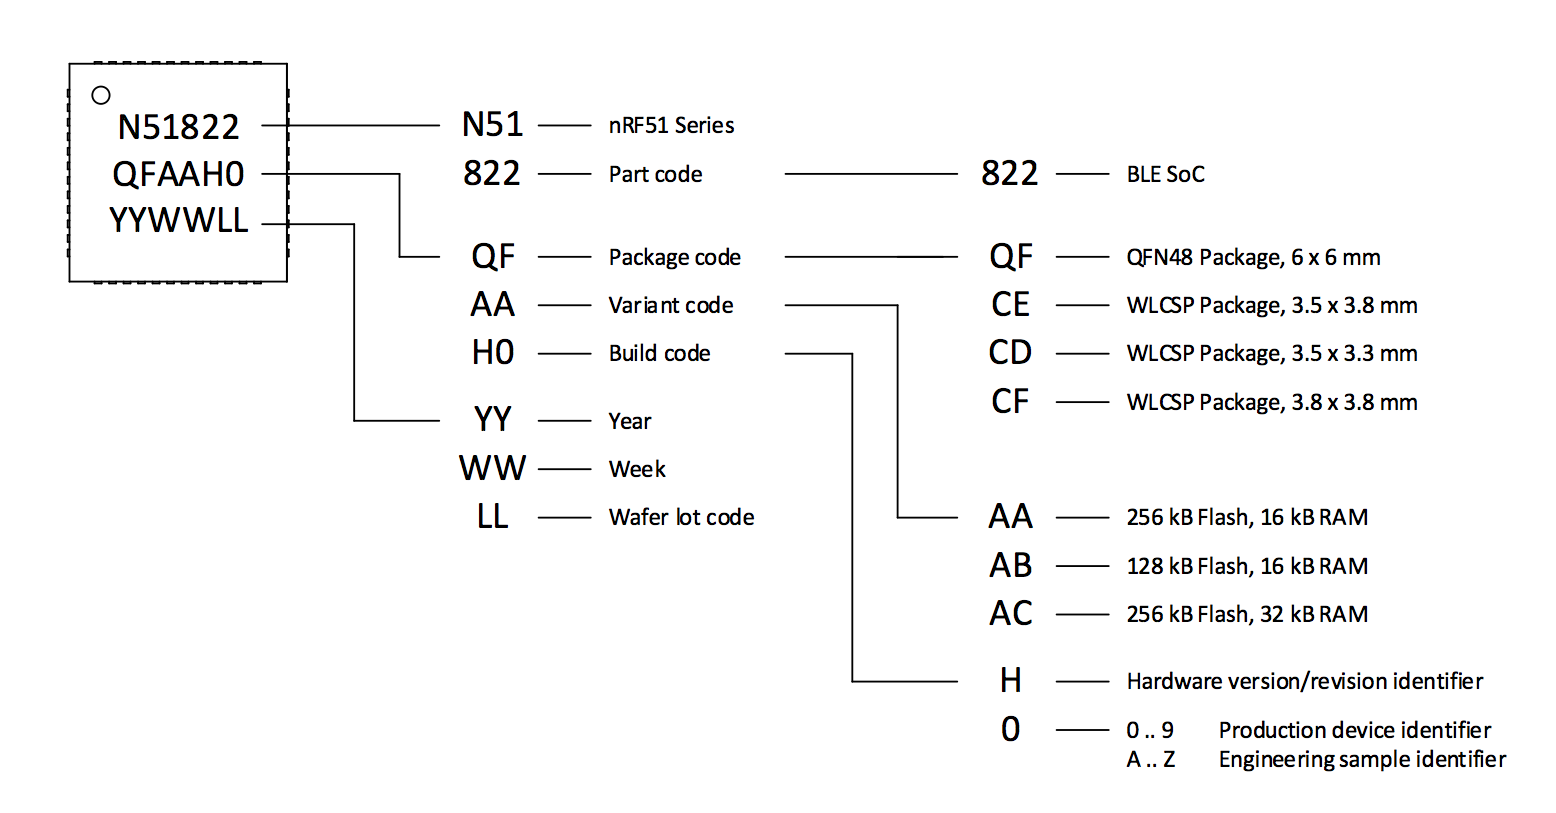 N51822
QFAAH0
YYWWLL
N51 nRF51 Series
822 Part code 822 BLE SoC
QF Package code QF QFN48 Package, 6 x 6 mm
AA Variant code CE WLCSP Package, 3.5 x 3.8 mm
H0 Build code CD WLCSP Package, 3.5 x 3.3 mm
CF WLCSP Package, 3.8 x 3.8 mm
YY Year
WW Week
LL Wafer lot code AA 256 kB Flash, 16 kB RAM
AB 128 kB Flash, 16 kB RAM
AC 256 kB Flash, 32 kB RAM
H Hardware version/revision identifier
0 0 .. 9 Production device identifier
A .. Z Engineering sample identifier